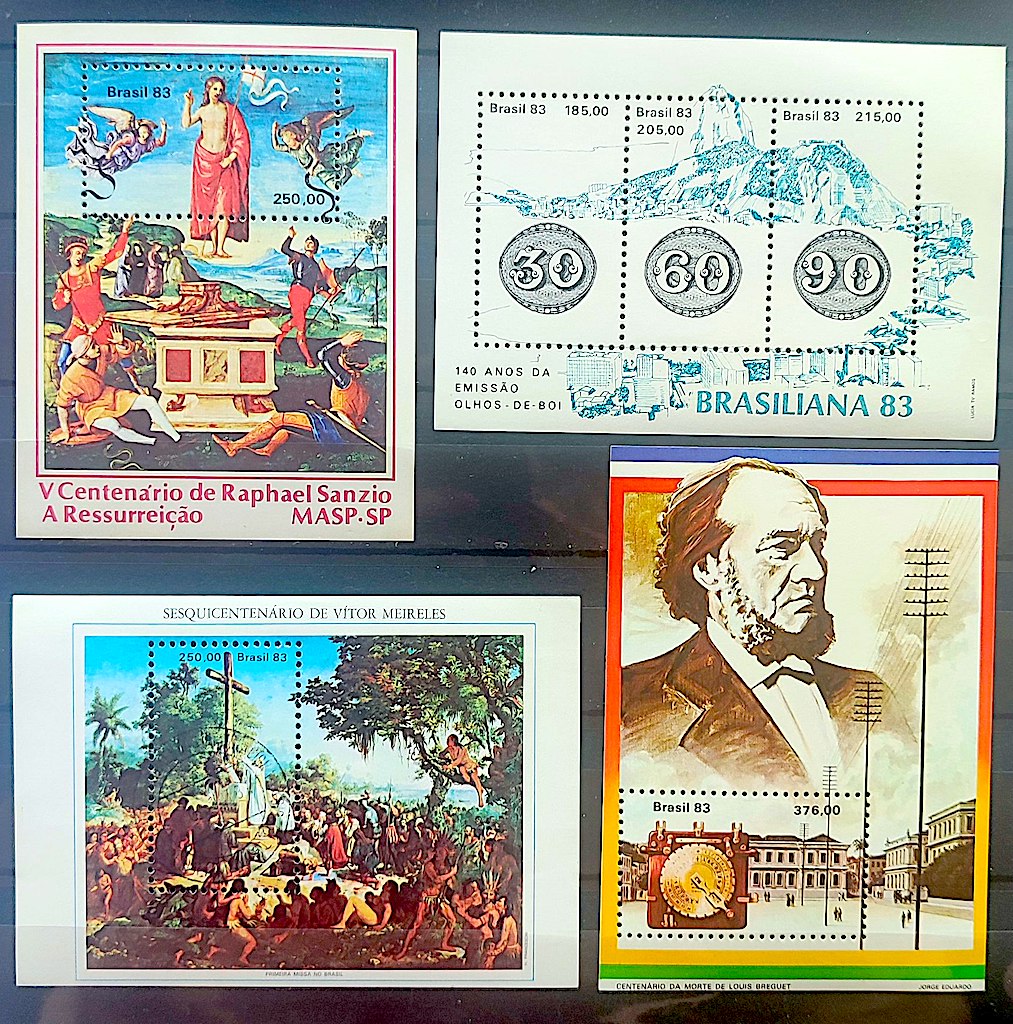 Brasil 83
250,00
V Centenário de Raphael Sanzio
A Ressurreição MASP-SP
Brasil 83 185,00
Brasil 83
205,00
Brasil 83 215,00
30
60
90
140 ANOS DA
EMISSÃO
OLHOS-DE-BOI
BRASILIANA 83
SESQUICENTENÁRIO DE VÍTOR MEIRELES
250,00 Brasil 83
PRIMEIRA MISSA NO BRASIL
Brasil 83 376,00
CENTENÁRIO DA MORTE DE LOUIS BREGUET JORGE EDUARDO